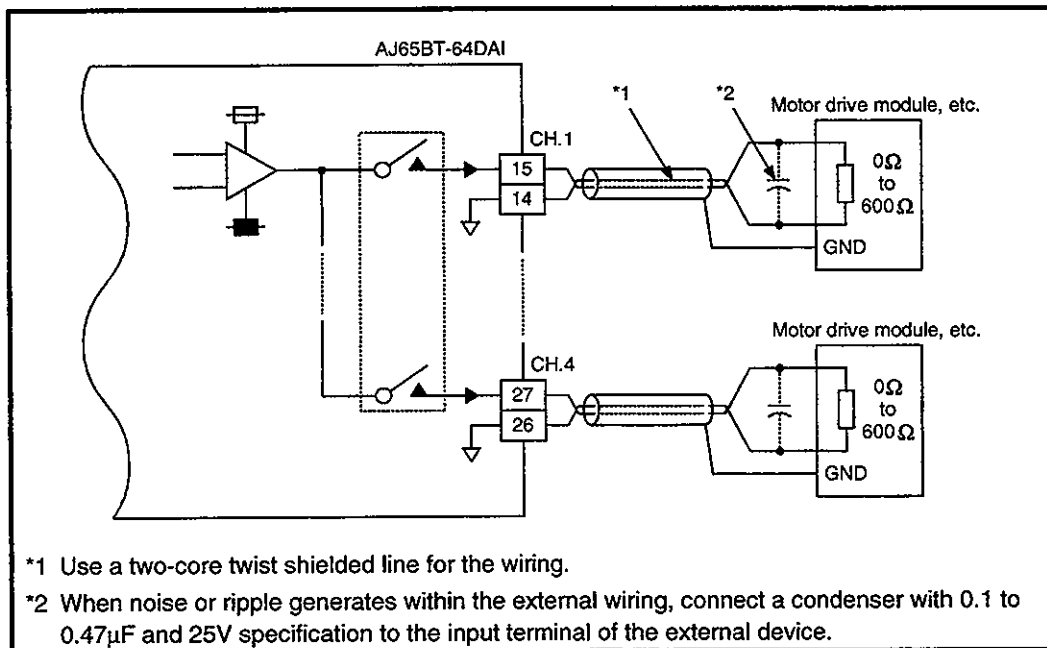 AJ65BT-64DAI
*1
*2
Motor drive module, etc.
CH.1
15
14
0Ω
to
600Ω
GND
Motor drive module, etc.
CH.4
27
26
0Ω
to
600Ω
GND
*1 Use a two-core twist shielded line for the wiring.
*2 When noise or ripple generates within the external wiring, connect a condenser with 0.1 to
0.47µF and 25V specification to the input terminal of the external device.